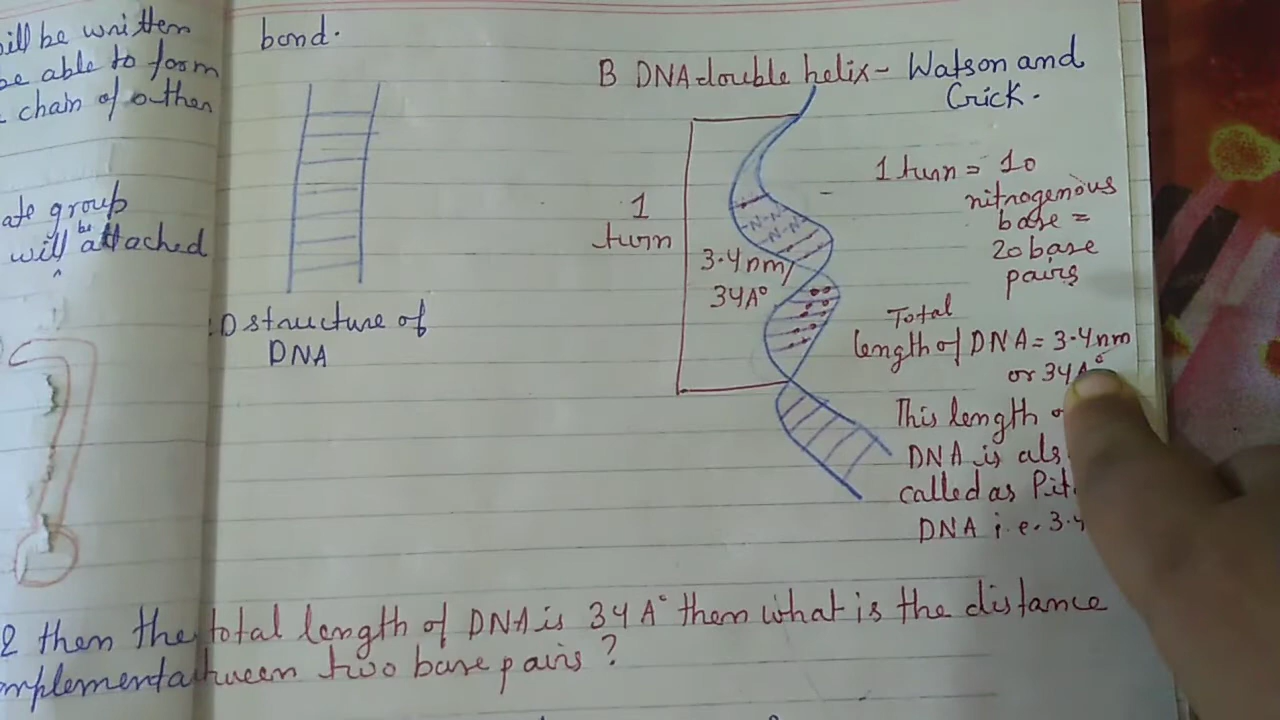 ill be written
be able to form
chain of other
ate group
will be attached
bond.
D structure of
DNA
B DNA double helix - Watson and
Crick.
1
turn
3.4nm/
34A°
1 turn = 10
nitrogenous
base =
20 base
pairs
Total
length of DNA = 3.4nm
or 34A°
This length o
DNA is als
called as Pit
DNA i.e. 3.4
2 then the total length of DNA is 34A° then what is the distance
mplementa tween two base pairs ?